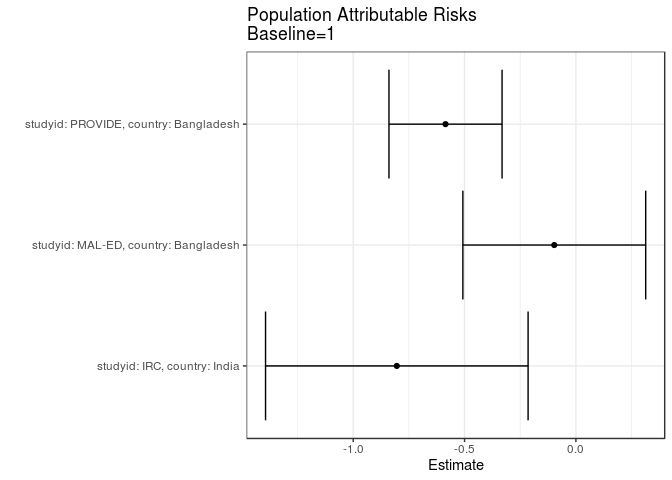 Population Attributable Risks
Baseline=1
studyid: PROVIDE, country: Bangladesh
studyid: MAL-ED, country: Bangladesh
studyid: IRC, country: India
-1.0 -0.5 0.0
Estimate